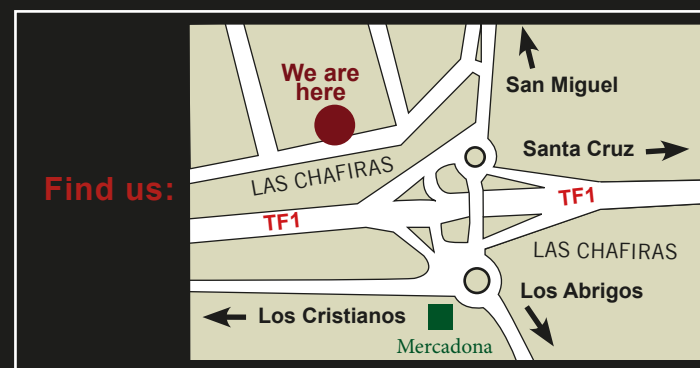 Find us:
We are
here
San Miguel
Santa Cruz
LAS CHAFIRAS
TF1
TF1
LAS CHAFIRAS
Los Abrigos
Los Cristianos
Mercadona